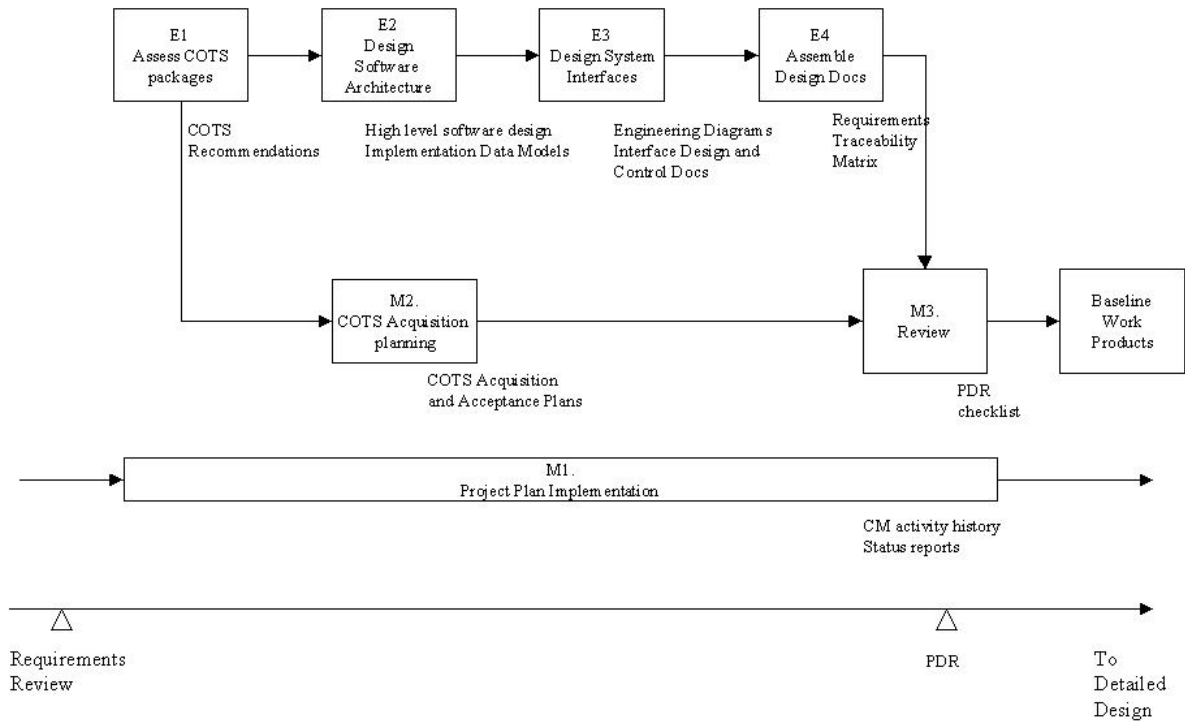 E1
Assess COTS
packages
E2
Design
Software
Architecture
E3
Design System
Interfaces
E4
Assemble
Design Docs
COTS
Recommendations
High level software design
Implementation Data Models
Engineering Diagrams
Interface Design and
Control Docs
Requirements
Traceability
Matrix
M2.
COTS Acquisition
planning
M3.
Review
Baseline
Work
Products
COTS Acquisition
and Acceptance Plans
PDR
checklist
M1.
Project Plan Implementation
CM activity history
Status reports
Requirements
Review
PDR
To
Detailed
Design